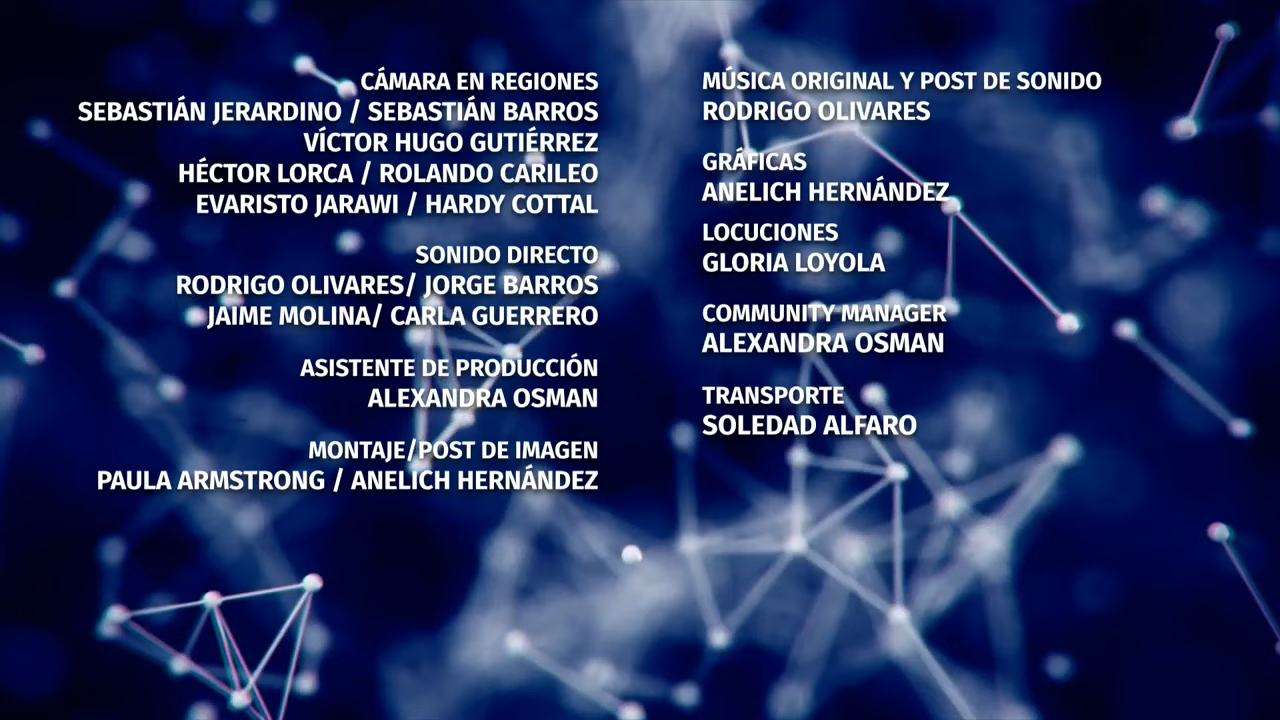 CÁMARA EN REGIONES
SEBASTIÁN JERARDINO / SEBASTIÁN BARROS
VÍCTOR HUGO GUTIÉRREZ
HÉCTOR LORCA / ROLANDO CARILEO
EVARISTO JARAWI / HARDY COTTAL
SONIDO DIRECTO
RODRIGO OLIVARES/ JORGE BARROS
JAIME MOLINA/ CARLA GUERRERO
ASISTENTE DE PRODUCCIÓN
ALEXANDRA OSMAN
MONTAJE/POST DE IMAGEN
PAULA ARMSTRONG / ANELICH HERNÁNDEZ
MÚSICA ORIGINAL Y POST DE SONIDO
RODRIGO OLIVARES
GRÁFICAS
ANELICH HERNÁNDEZ
LOCUCIONES
GLORIA LOYOLA
COMMUNITY MANAGER
ALEXANDRA OSMAN
TRANSPORTE
SOLEDAD ALFARO